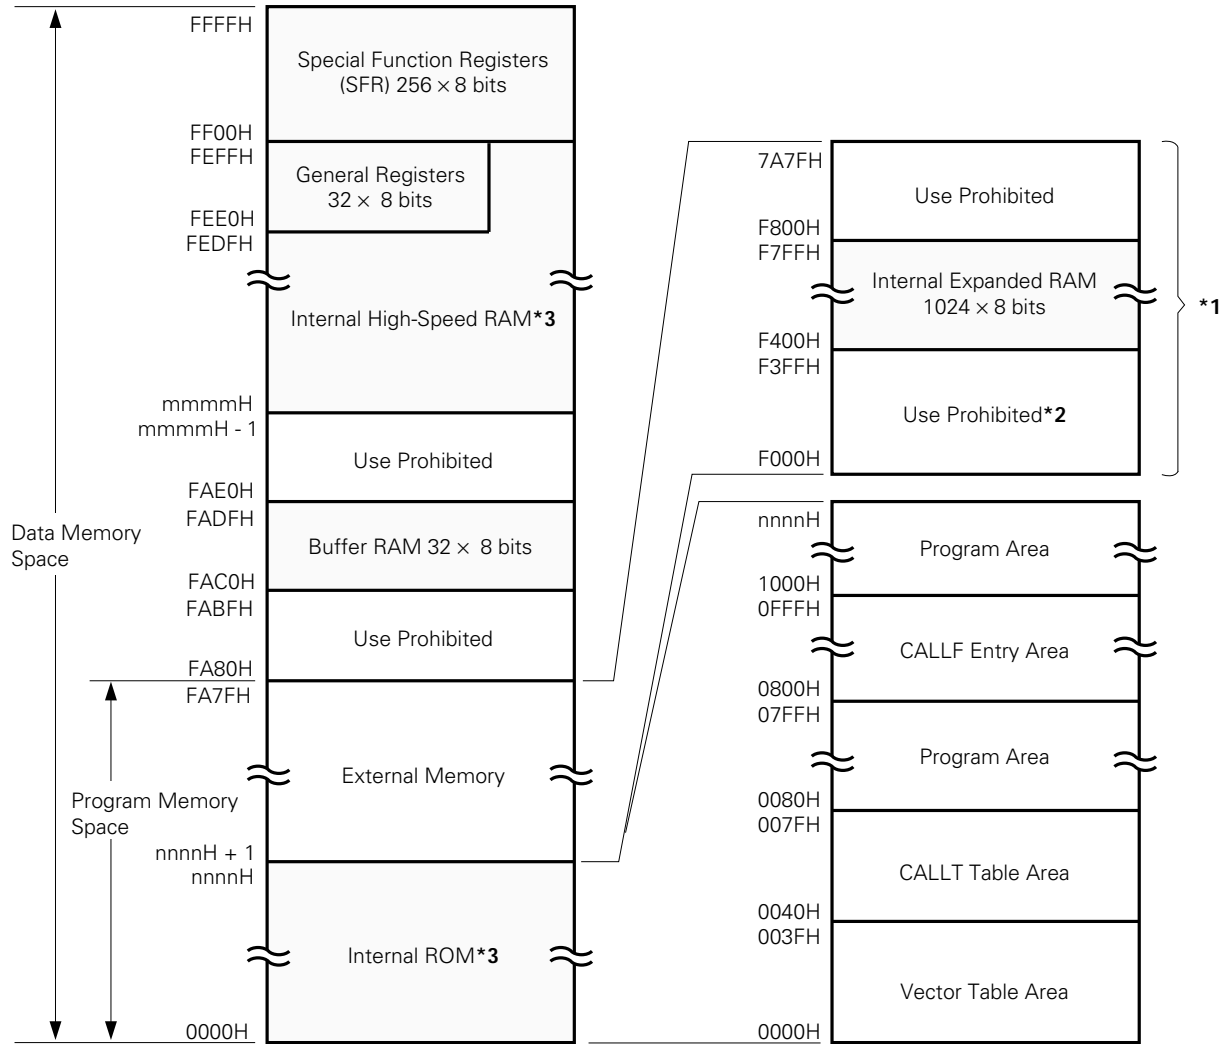 FFFFH
Special Function Registers
(SFR) 256 × 8 bits
FF00H
FEFFH
General Registers
32 × 8 bits
FEE0H
FEDFH
Internal High-Speed RAM*3
mmmmH
mmmmH - 1
Use Prohibited
FAE0H
FADFH
Data Memory
Space
Buffer RAM 32 × 8 bits
FAC0H
FABFH
Use Prohibited
FA80H
FA7FH
External Memory
Program Memory
Space
nnnnH + 1
nnnnH
Internal ROM*3
0000H
7A7FH
Use Prohibited
F800H
F7FFH
Internal Expanded RAM
1024 × 8 bits
*1
F400H
F3FFH
Use Prohibited*2
F000H
nnnnH
Program Area
1000H
0FFFH
CALLF Entry Area
0800H
07FFH
Program Area
0080H
007FH
CALLT Table Area
0040H
003FH
Vector Table Area
0000H